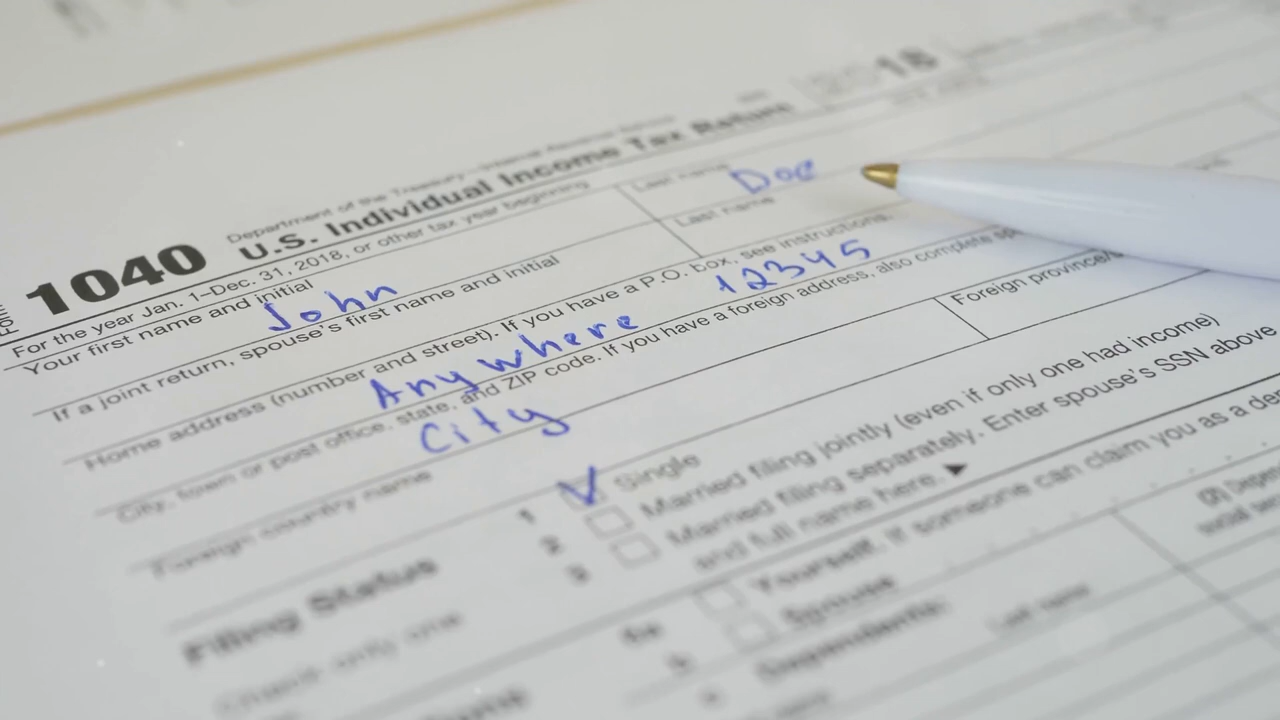 Form 1040
Department of the Treasury—Internal Revenue Service
U.S. Individual Income Tax Return 2018
For the year Jan. 1–Dec. 31, 2018, or other tax year beginning
Your first name and initial Last name
John Doe
If a joint return, spouse's first name and initial Last name
Home address (number and street). If you have a P.O. box, see instructions.
Anywhere 12345
City, town or post office, state, and ZIP code. If you have a foreign address, also complete
City
Foreign country name Foreign province/
Filing Status
Check only one
1 V Single
2 Married filing jointly (even if only one had income)
3 Married filing separately. Enter spouse's SSN above
and full name here. ►
6a Yourself. If someone can claim you as a
b Spouse
c Dependents:
Last name